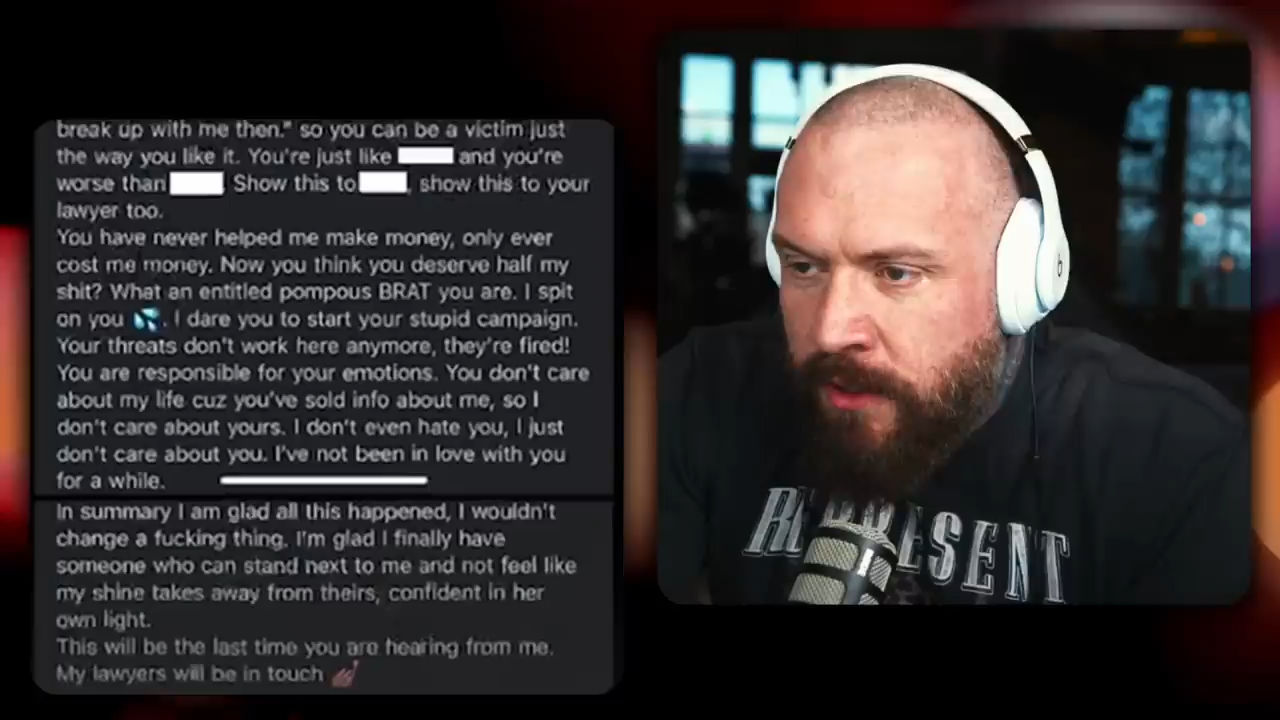 break up with me then." so you can be a victim just
the way you like it. You're just like and you're
worse than . Show this to , show this to your
lawyer too.
You have never helped me make money, only ever
cost me money. Now you think you deserve half my
shit? What an entitled pompous BRAT you are. I spit
on you 💦. I dare you to start your stupid campaign.
Your threats don't work here anymore, they're fired!
You are responsible for your emotions. You don't care
about my life cuz you've sold info about me, so I
don't care about yours. I don't even hate you, I just
don't care about you. I've not been in love with you
for a while.
In summary I am glad all this happened, I wouldn't
change a fucking thing. I'm glad I finally have
someone who can stand next to me and not feel like
my shine takes away from theirs, confident in her
own light.
This will be the last time you are hearing from me.
My lawyers will be in touch 💅🏾
REPRESENT